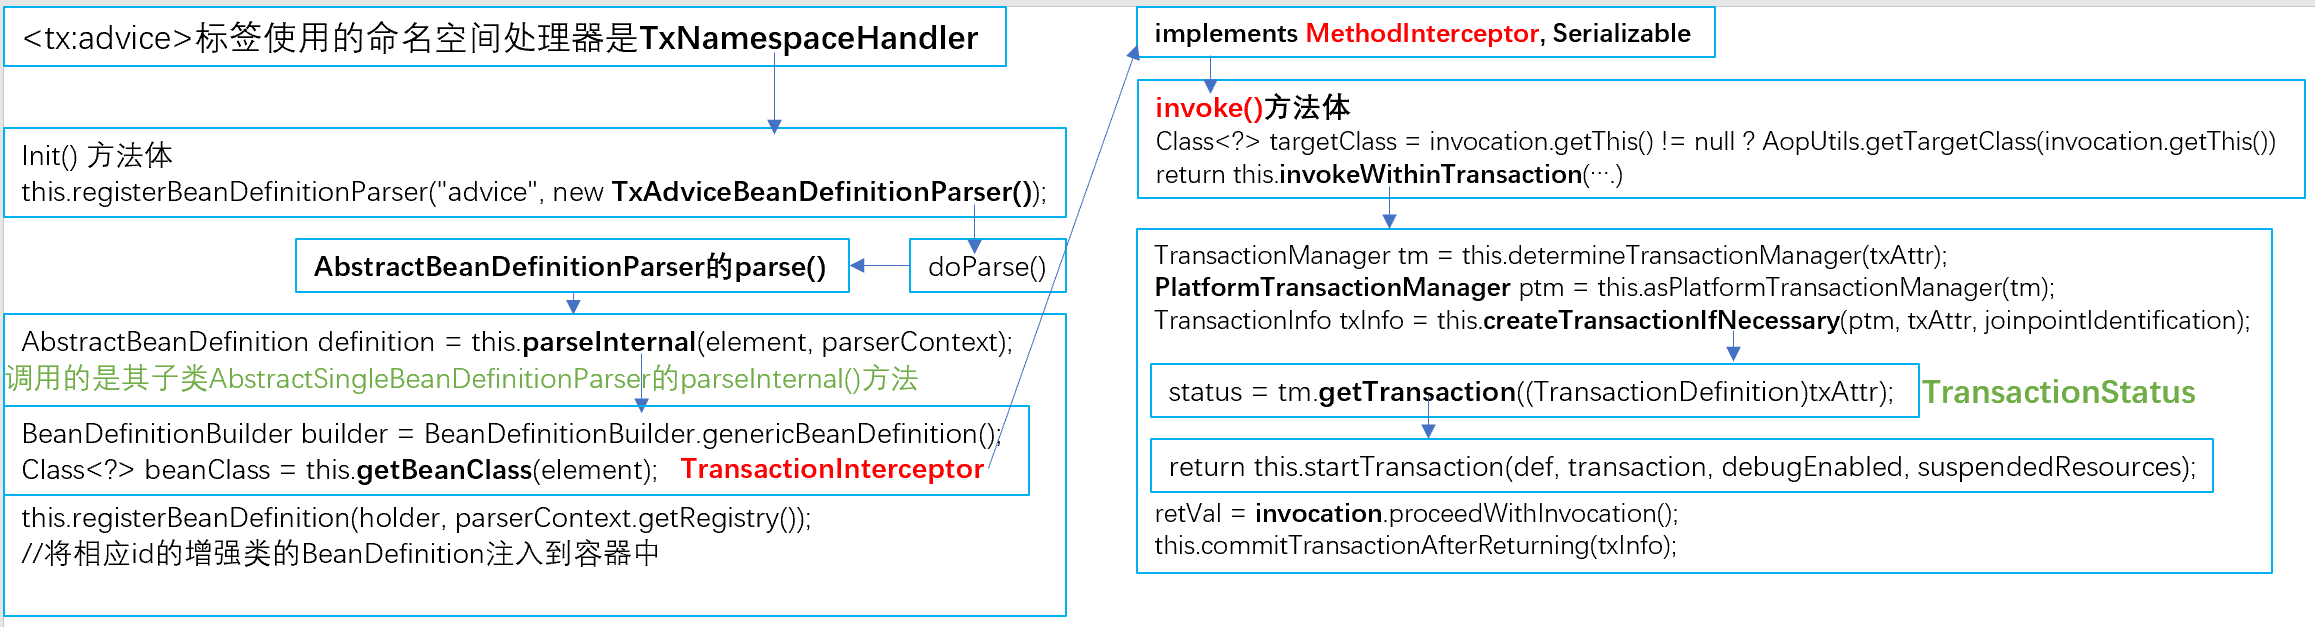 <tx:advice>标签使用的命名空间处理器是TxNamespaceHandler
Init() 方法体
this.registerBeanDefinitionParser("advice", new TxAdviceBeanDefinitionParser());
AbstractBeanDefinitionParser的parse()
doParse()
AbstractBeanDefinition definition = this.parseInternal(element, parserContext);
调用的是其子类AbstractSingleBeanDefinitionParser的parseInternal()方法
BeanDefinitionBuilder builder = BeanDefinitionBuilder.genericBeanDefinition();
Class<?> beanClass = this.getBeanClass(element); TransactionInterceptor
this.registerBeanDefinition(holder, parserContext.getRegistry());
//将相应id的增强类的BeanDefinition注入到容器中
implements MethodInterceptor, Serializable
invoke()方法体
Class<?> targetClass = invocation.getThis() != null ? AopUtils.getTargetClass(invocation.getThis())
return this.invokeWithinTransaction(….)
TransactionManager tm = this.determineTransactionManager(txAttr);
PlatformTransactionManager ptm = this.asPlatformTransactionManager(tm);
TransactionInfo txInfo = this.createTransactionIfNecessary(ptm, txAttr, joinpointIdentification);
status = tm.getTransaction((TransactionDefinition)txAttr); TransactionStatus
return this.startTransaction(def, transaction, debugEnabled, suspendedResources);
retVal = invocation.proceedWithInvocation();
this.commitTransactionAfterReturning(txInfo);